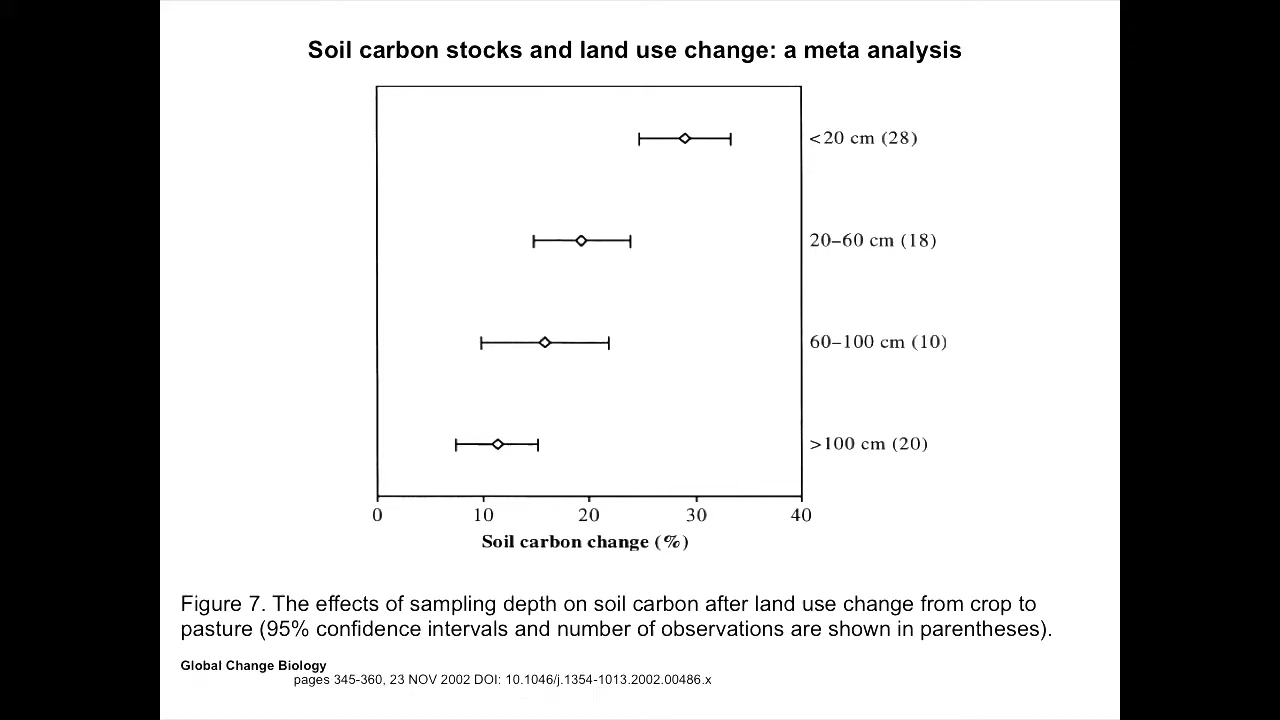 Soil carbon stocks and land use change: a meta analysis
<20 cm (28)
20–60 cm (18)
60–100 cm (10)
>100 cm (20)
0 10 20 30 40
Soil carbon change (%)
Figure 7. The effects of sampling depth on soil carbon after land use change from crop to
pasture (95% confidence intervals and number of observations are shown in parentheses).
Global Change Biology
pages 345-360, 23 NOV 2002 DOI: 10.1046/j.1354-1013.2002.00486.x